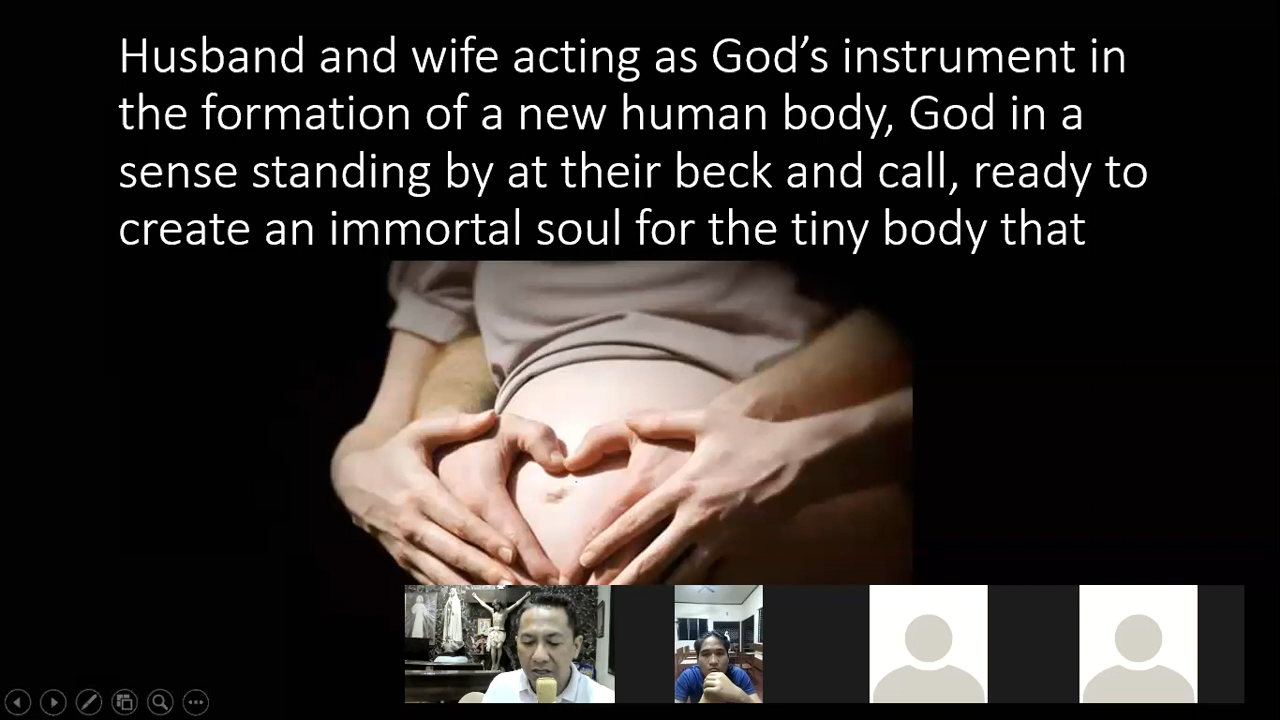 Husband and wife acting as God’s instrument in
the formation of a new human body, God in a
sense standing by at their beck and call, ready to
create an immortal soul for the tiny body that